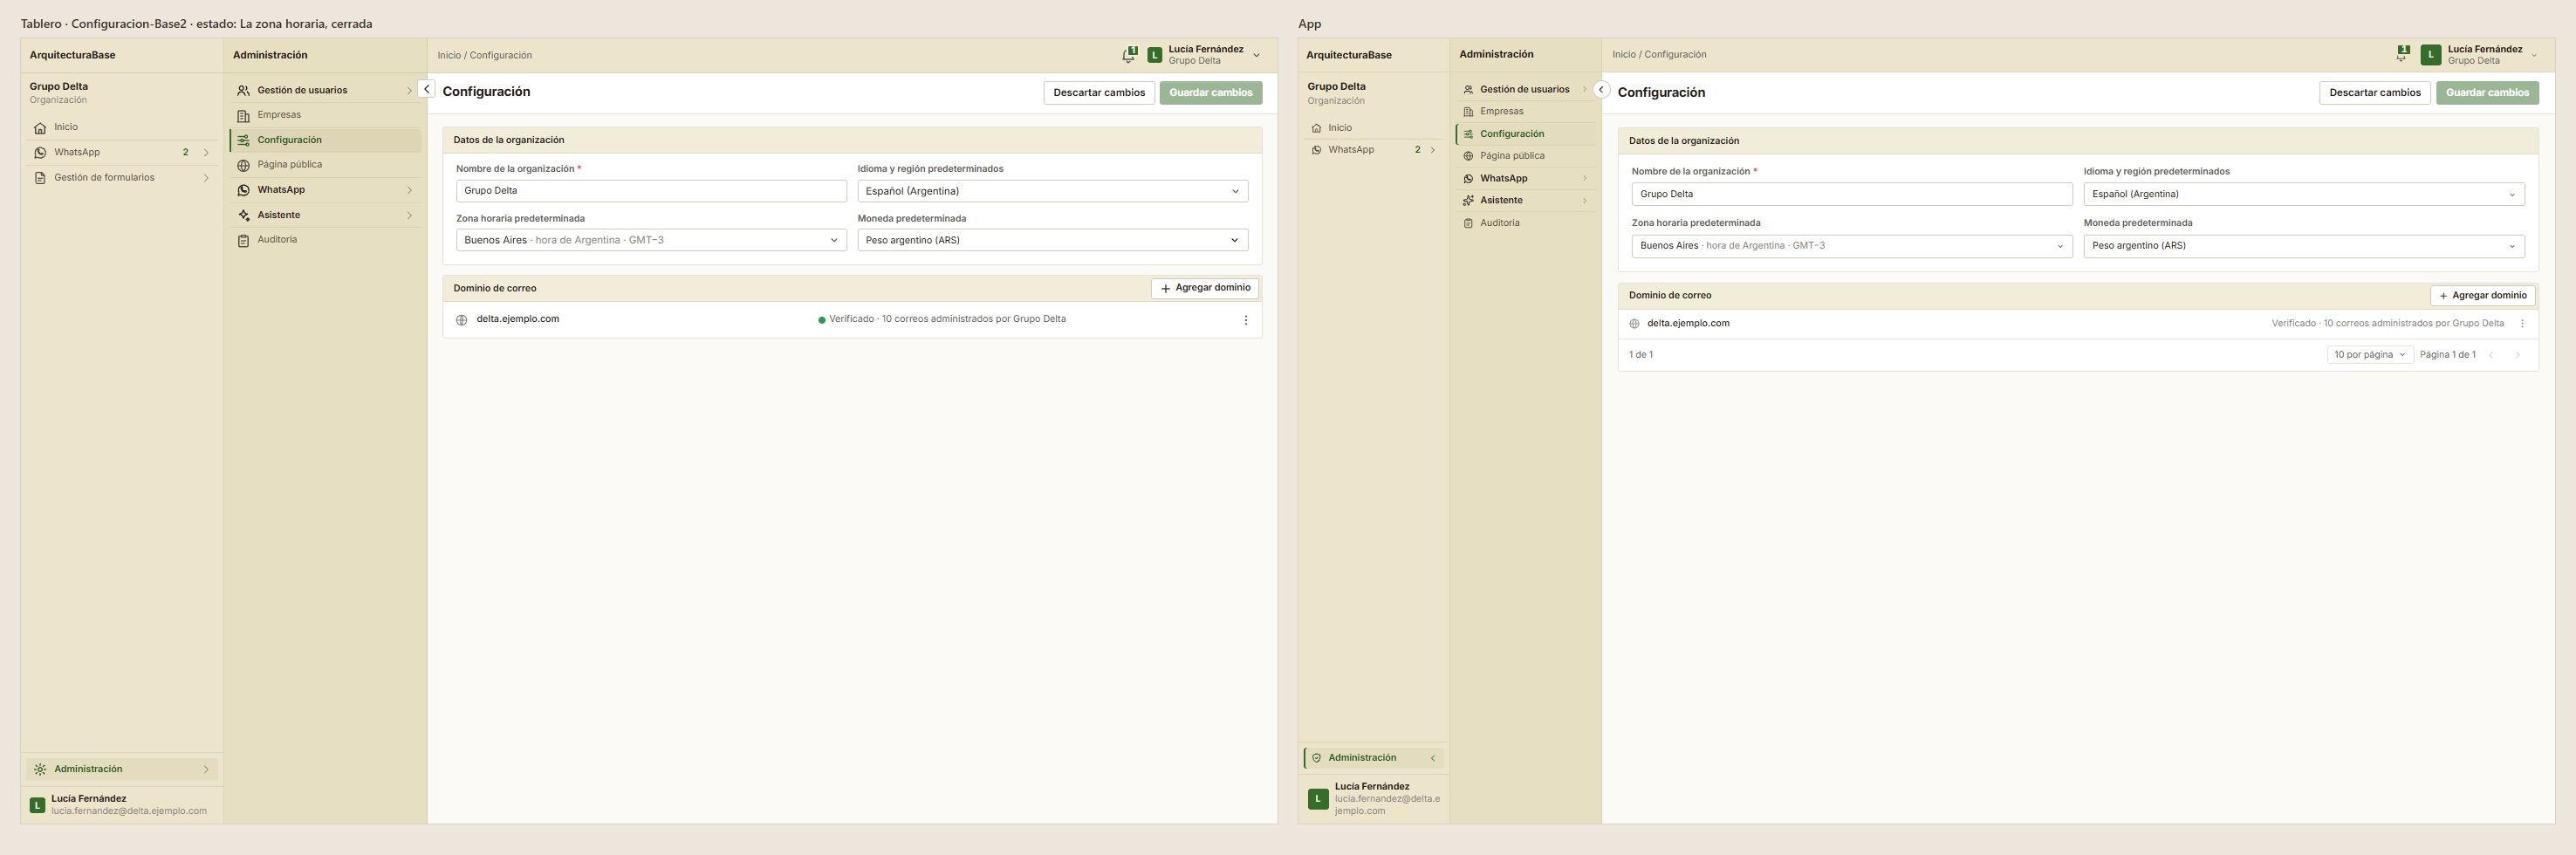 Tablero · Configuracion-Base2 · estado: La zona horaria, cerrada
ArquitecturaBase
Administración
Inicio / Configuración
1
L
Lucía Fernández
Grupo Delta
Grupo Delta
Organización
Inicio
WhatsApp 2
Gestión de formularios
Gestión de usuarios
Empresas
Configuración
Página pública
WhatsApp
Asistente
Auditoría
Configuración
Descartar cambios
Guardar cambios
Datos de la organización
Nombre de la organización *
Idioma y región predeterminados
Grupo Delta
Español (Argentina)
Zona horaria predeterminada
Moneda predeterminada
Buenos Aires · hora de Argentina · GMT−3
Peso argentino (ARS)
Dominio de correo
Agregar dominio
delta.ejemplo.com
Verificado · 10 correos administrados por Grupo Delta
Administración
L
Lucía Fernández
lucia.fernandez@delta.ejemplo.com
App
ArquitecturaBase
Administración
Inicio / Configuración
1
L
Lucía Fernández
Grupo Delta
Grupo Delta
Organización
Inicio
WhatsApp 2
Gestión de usuarios
Empresas
Configuración
Página pública
WhatsApp
Asistente
Auditoría
Configuración
Descartar cambios
Guardar cambios
Datos de la organización
Nombre de la organización *
Idioma y región predeterminados
Grupo Delta
Español (Argentina)
Zona horaria predeterminada
Moneda predeterminada
Buenos Aires · hora de Argentina · GMT−3
Peso argentino (ARS)
Dominio de correo
Agregar dominio
delta.ejemplo.com
Verificado · 10 correos administrados por Grupo Delta
1 de 1
10 por página
Página 1 de 1
Administración
L
Lucía Fernández
lucia.fernandez@delta.e
jemplo.com